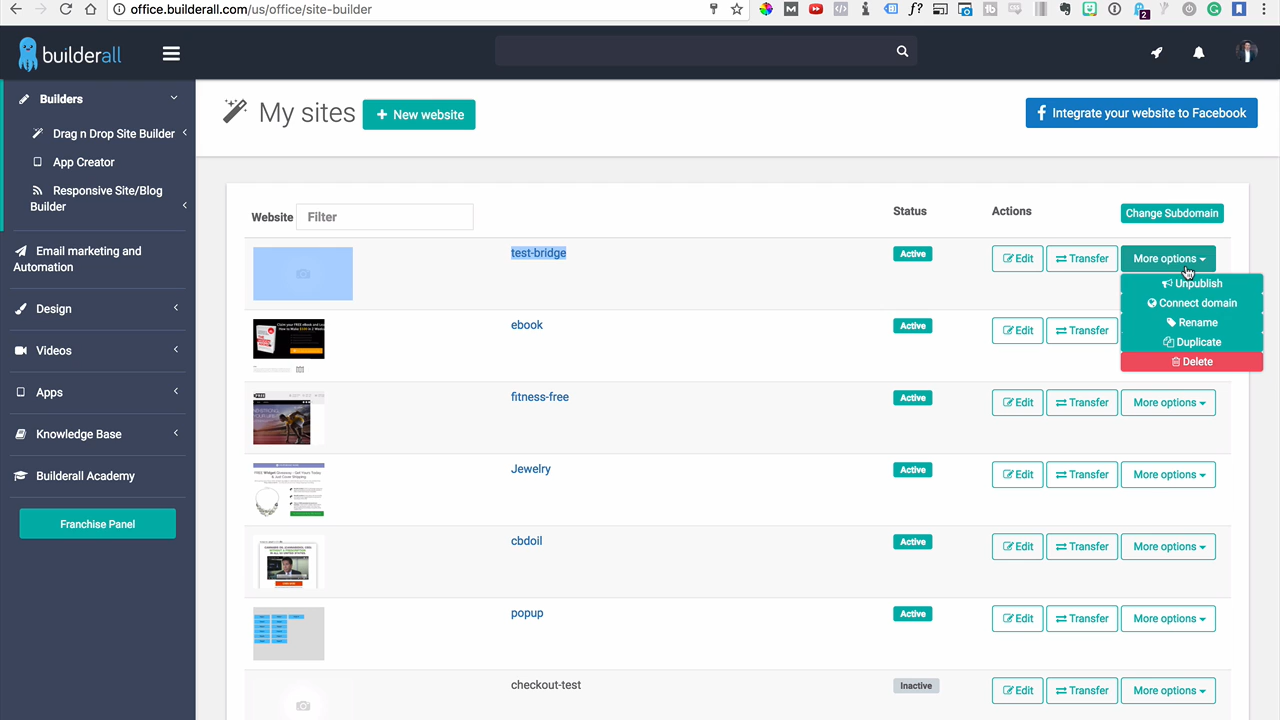 office.builderall.com/us/office/site-builder
2
builderall
Builders
Drag n Drop Site Builder
App Creator
Responsive Site/Blog
Builder
Email marketing and
Automation
Design
Videos
Apps
Knowledge Base
Builderall Academy
Franchise Panel
My sites
+ New website
Integrate your website to Facebook
Website Filter Status Actions Change Subdomain
test-bridge Active Edit Transfer More options
Unpublish
Connect domain
Rename
Duplicate
Delete
ebook Active Edit Transfer
fitness-free Active Edit Transfer More options
Jewelry Active Edit Transfer More options
cbdoil Active Edit Transfer More options
popup Active Edit Transfer More options
checkout-test Inactive Edit Transfer More options